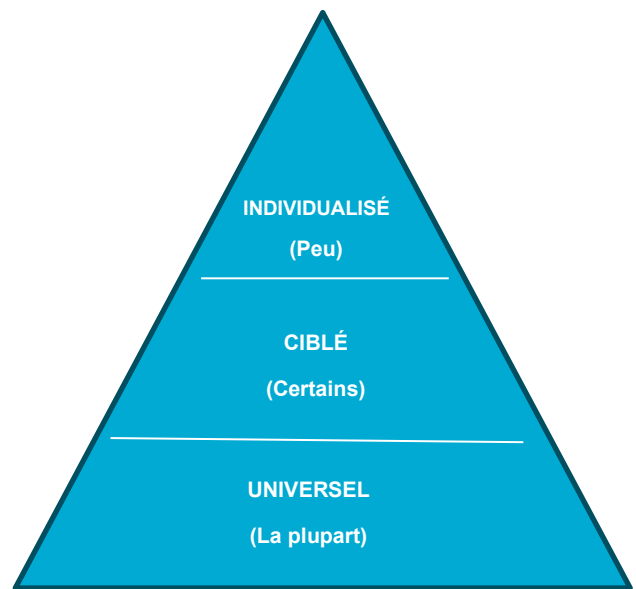 INDIVIDUALISÉ
(Peu)
CIBLÉ
(Certains)
UNIVERSEL
(La plupart)